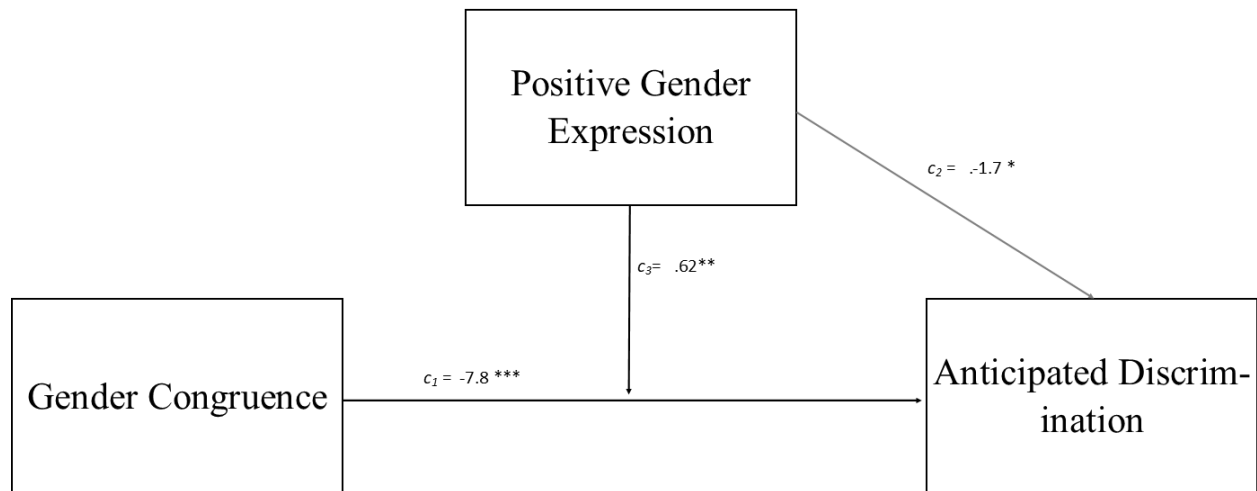 Positive Gender
Expression
c₂ = .-1.7 *
c₃= .62**
Gender Congruence
c₁ = -7.8 ***
Anticipated Discrim-
ination